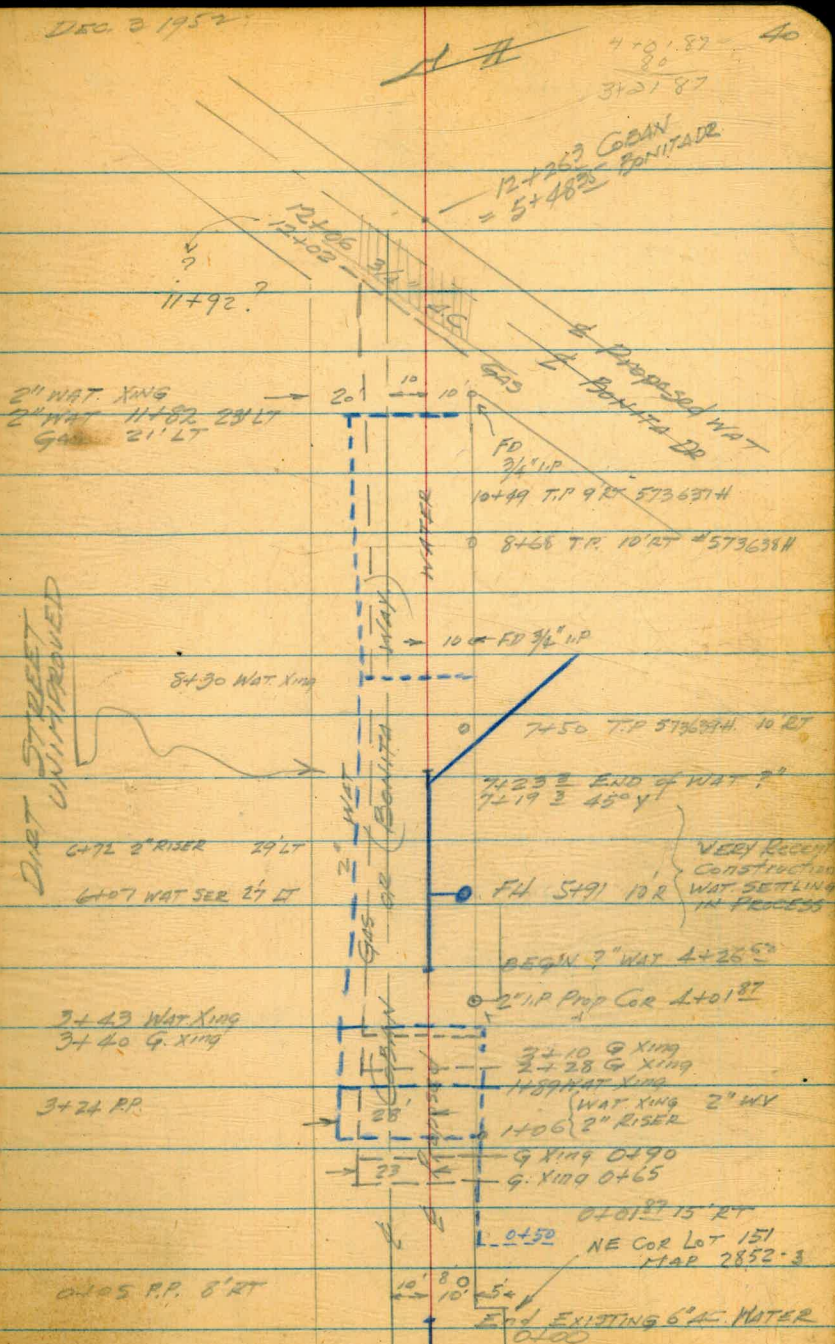 DEC. 3 1952
40
4+01.87
80
3+21.87
12+26.3 COBAN
= 5+48 BONITA DR
12+06
12+02
?
11+92.?
3/4" A.C.
GAS
℄ Proposed WAT
℄ BONITA DR
2" WAT. XING
2" WAT 11+82 28' LT
GAS 21' LT
20'
10
10'
FD
3/4" I.P
10+49 T.P 9' RT 573637H
8+68 T.P. 10' RT #573638H
WATER
10 FD 3/4" I.P
DIRT STREET
UNIMPROVED
8+30 WAT. Xing
7+50 T.P 573639H 10' RT
7+23 END of WAT ?"
7+19 45° Y
2" WAT
GAS
COBAN OR (BONITA WAY)
6+72 2" RISER 29' LT
6+07 WAT SER 27 LT
FH 5+91 10' R
VERY RECENT
Construction
WAT. SETTLING
IN PROCESS
BEGIN ?" WAT 4+26
2" I.P Prop COR 4+01.87
3+43 WAT Xing
3+40 G. Xing
3+10 G Xing
2+28 G Xing
1+89 WAT Xing
3+24 P.P.
28'
PROPOSED
WAT XING 2" WV
1+06 2" RISER
G Xing 0+90
23
G. Xing 0+65
0+01.87 15' RT
0+50
NE COR LOT 151
MAP 2852-3
℄
℄
0+05 P.P. 8' RT
10' 8'
10' 5'
End EXISTING 6" A.C. WATER
0+00